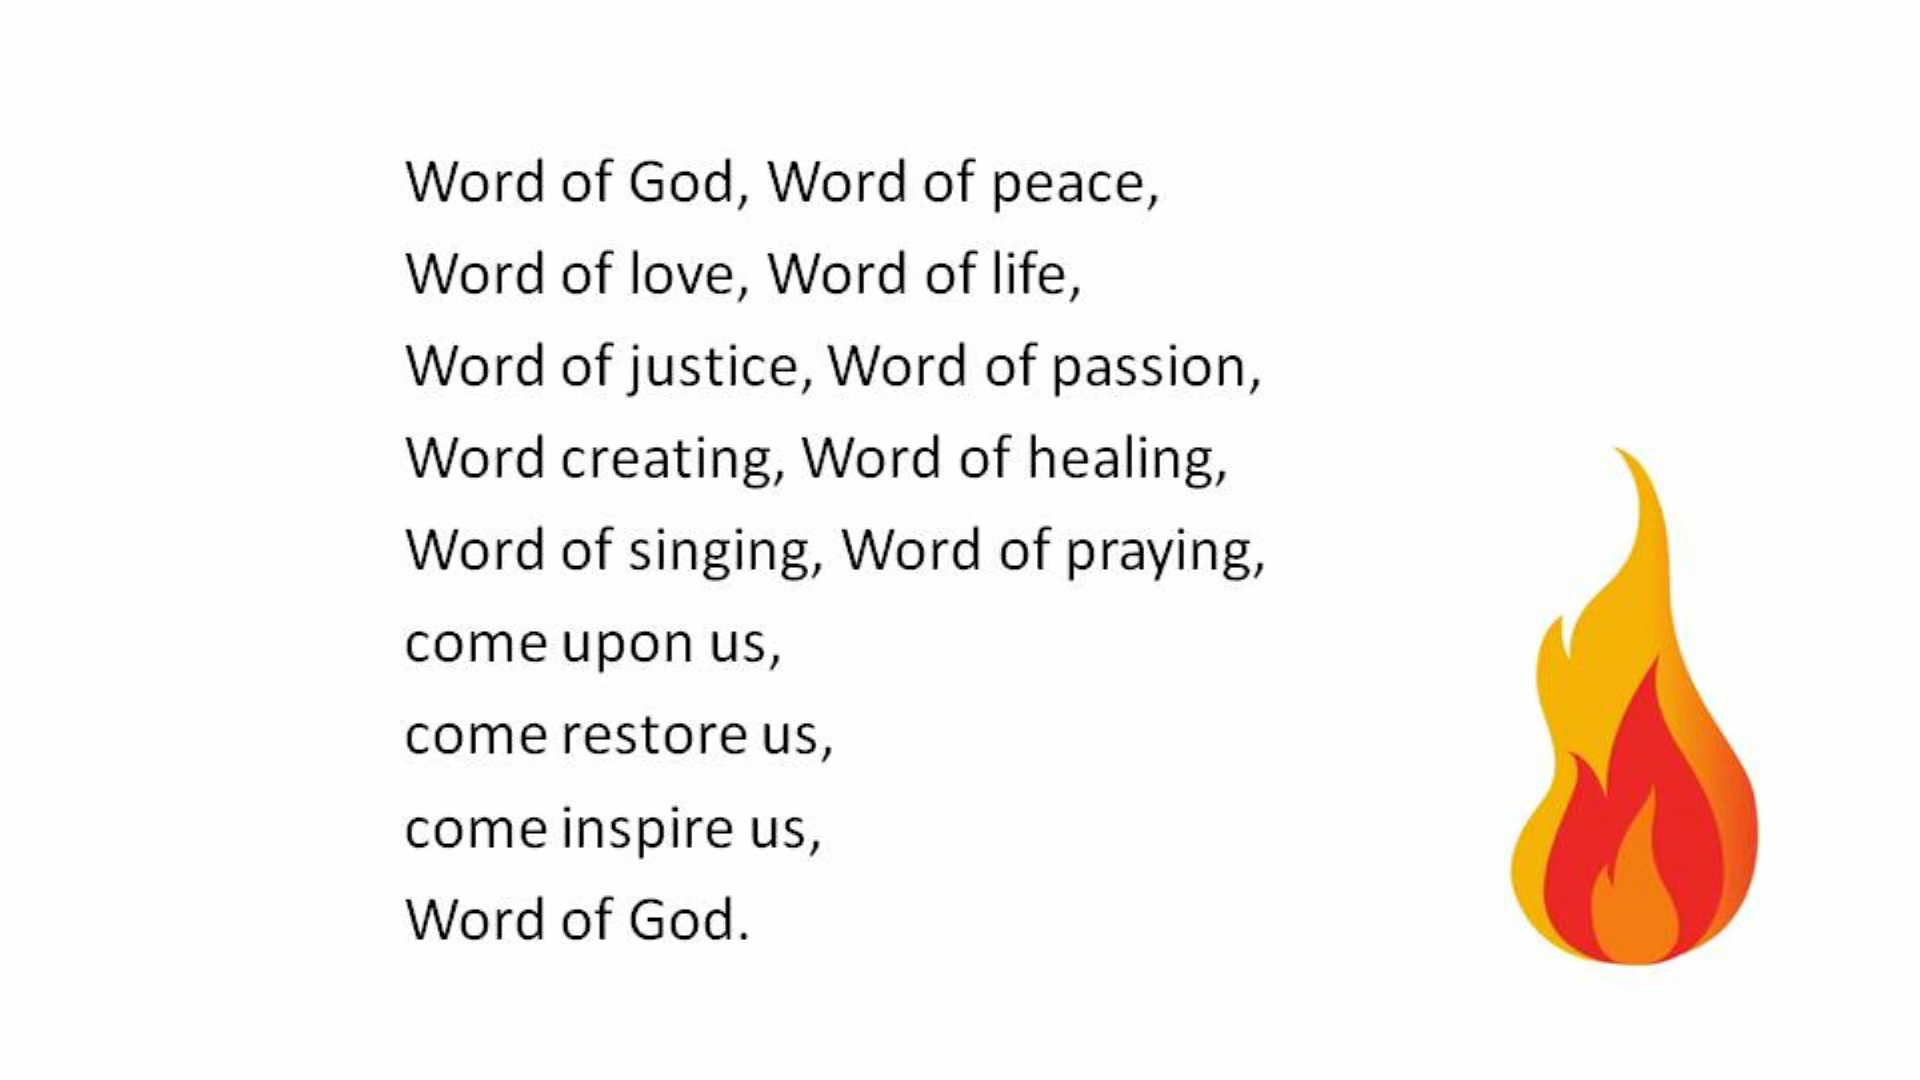 Word of God, Word of peace,
Word of love, Word of life,
Word of justice, Word of passion,
Word creating, Word of healing,
Word of singing, Word of praying,
come upon us,
come restore us,
come inspire us,
Word of God.